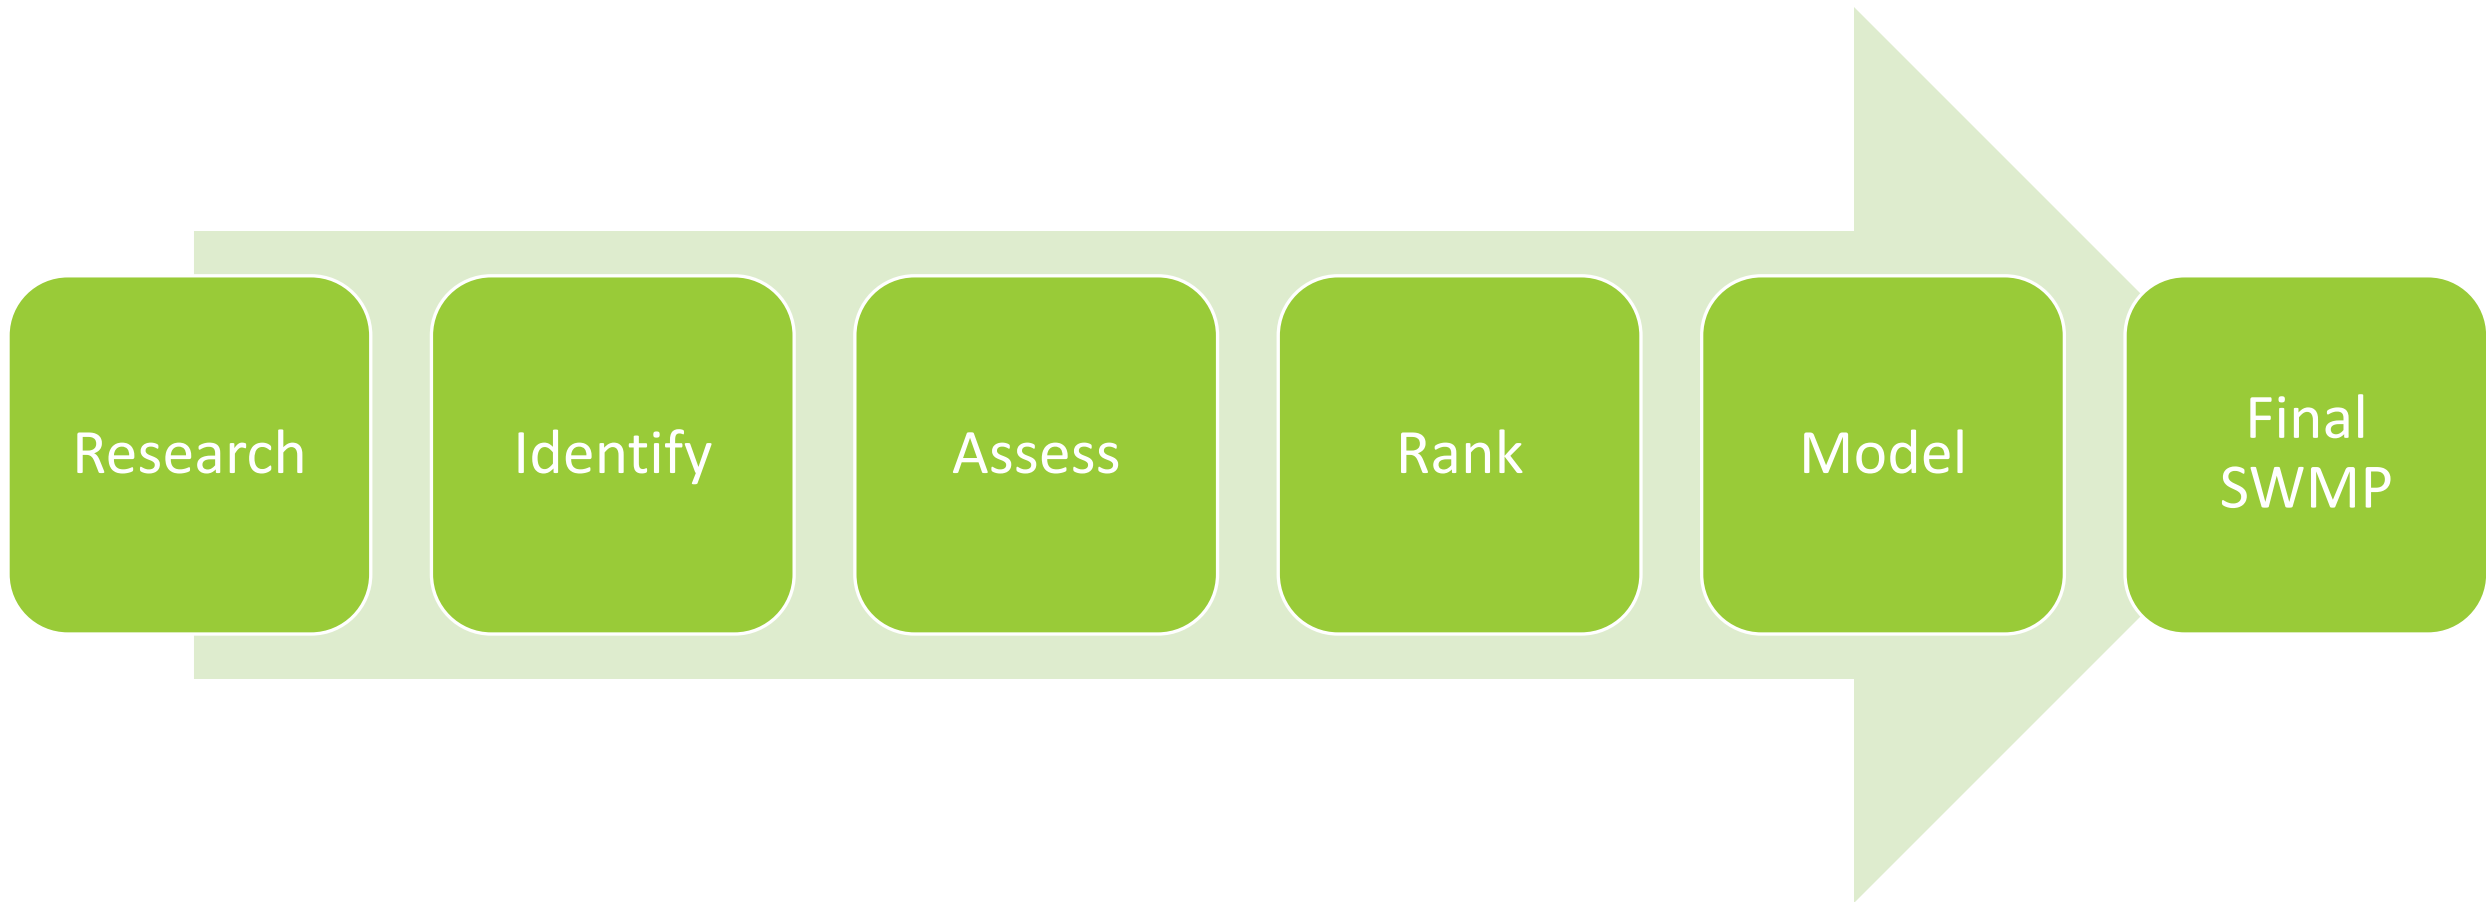 Research
Identify
Assess
Rank
Model
Final
SWMP